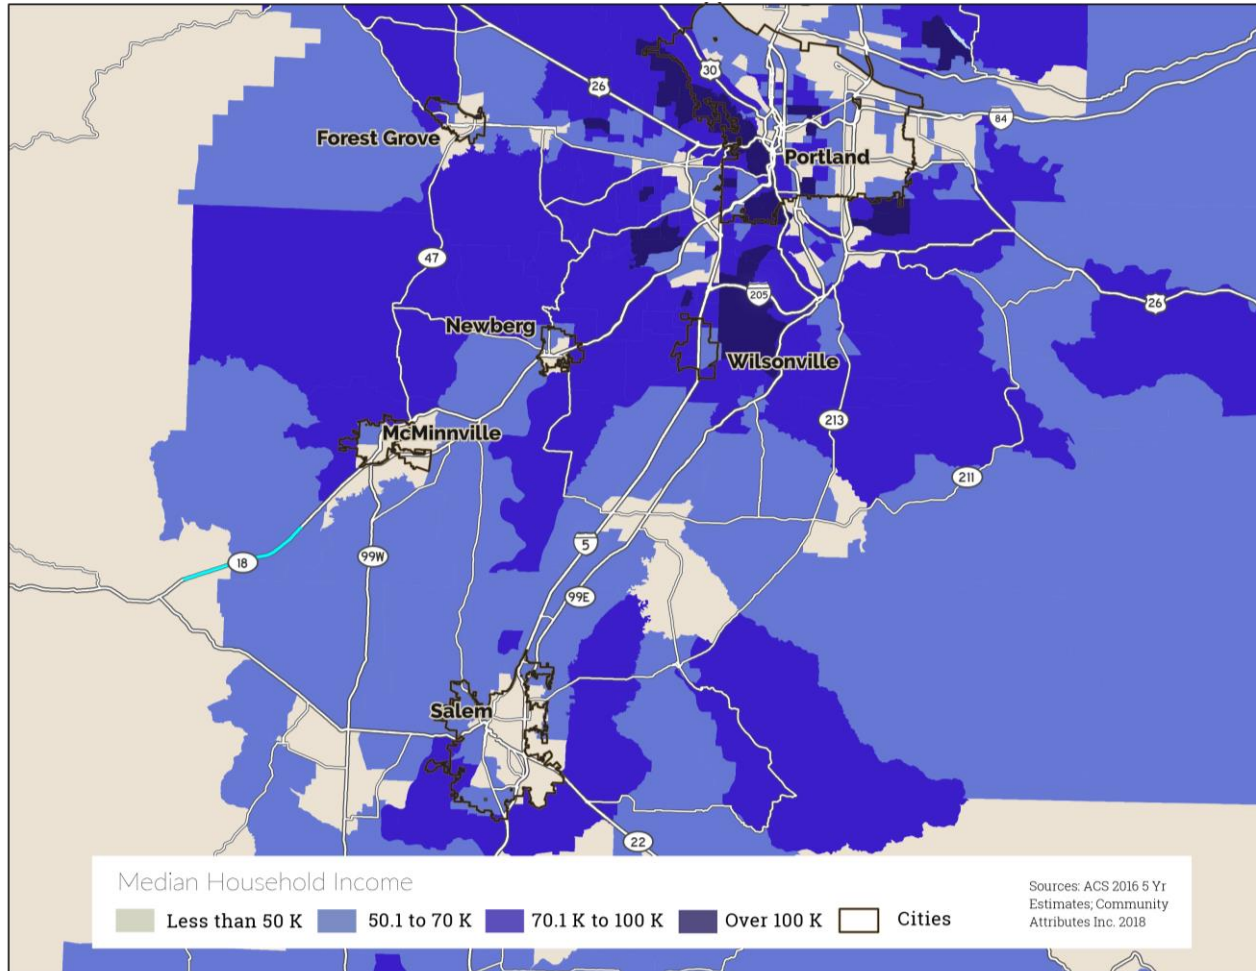 26
30
Forest Grove
84
Portland
47
205
26
Newberg
Wilsonville
McMinnville
213
211
18
99W
5
99E
Salem
22
Median Household Income
Less than 50 K
50.1 to 70 K
70.1 K to 100 K
Over 100 K
Cities
Sources: ACS 2016 5 Yr
Estimates; Community
Attributes Inc. 2018